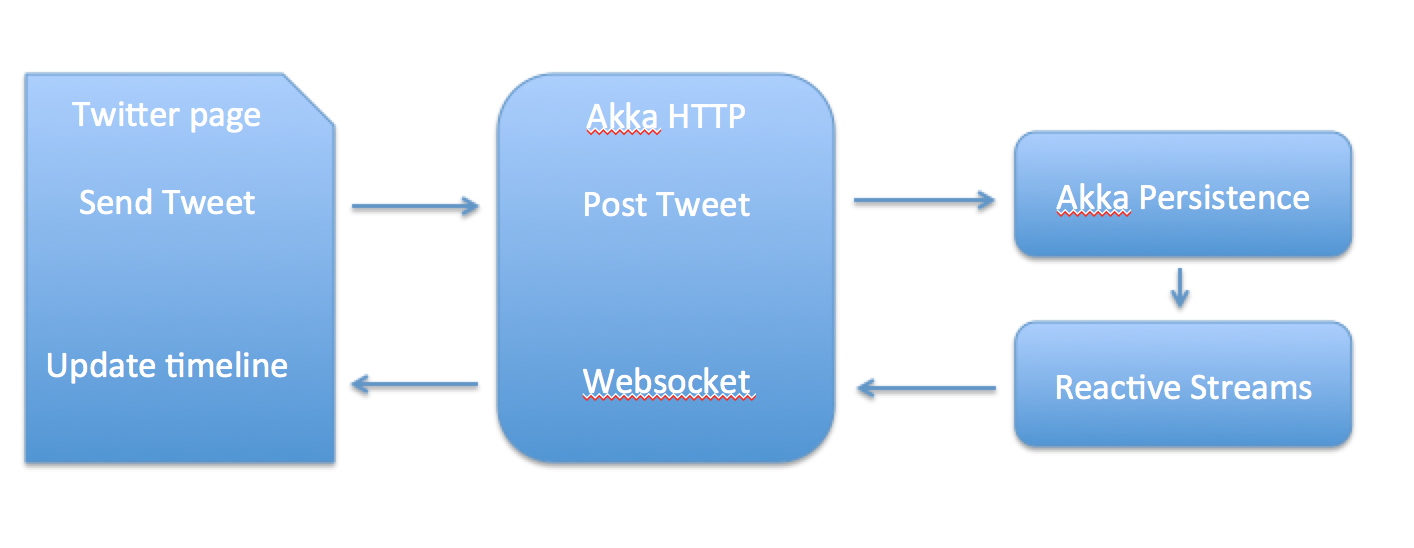 Twitter page
Send Tweet
Update timeline
Akka HTTP
Post Tweet
Websocket
Akka Persistence
Reactive Streams